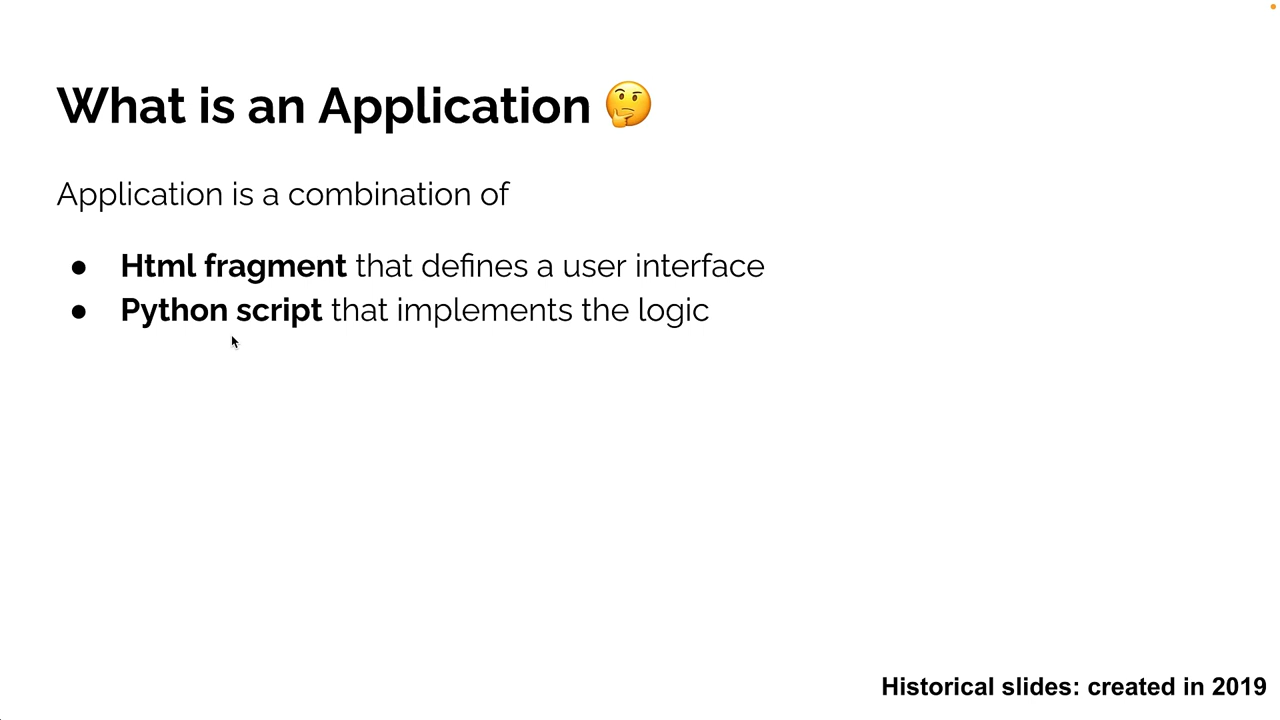 What is an Application 🤔
Application is a combination of
● Html fragment that defines a user interface
● Python script that implements the logic
Historical slides: created in 2019